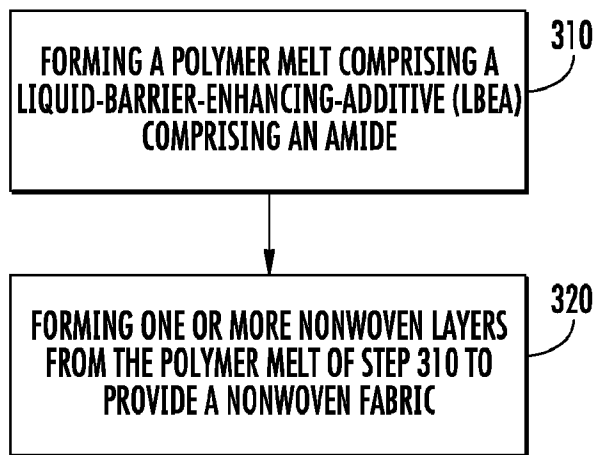 FORMING A POLYMER MELT COMPRISING A
LIQUID-BARRIER-ENHANCING-ADDITIVE (LBEA)
COMPRISING AN AMIDE
310
FORMING ONE OR MORE NONWOVEN LAYERS
FROM THE POLYMER MELT OF STEP 310 TO
PROVIDE A NONWOVEN FABRIC
320